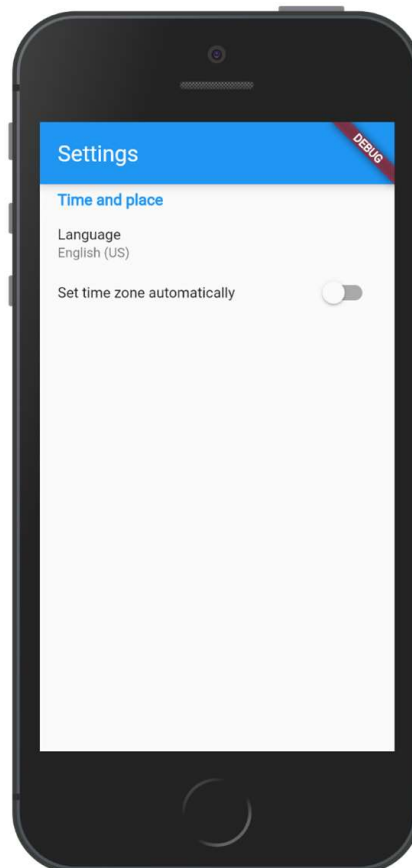 Settings
DEBUG
Time and place
Language
English (US)
Set time zone automatically